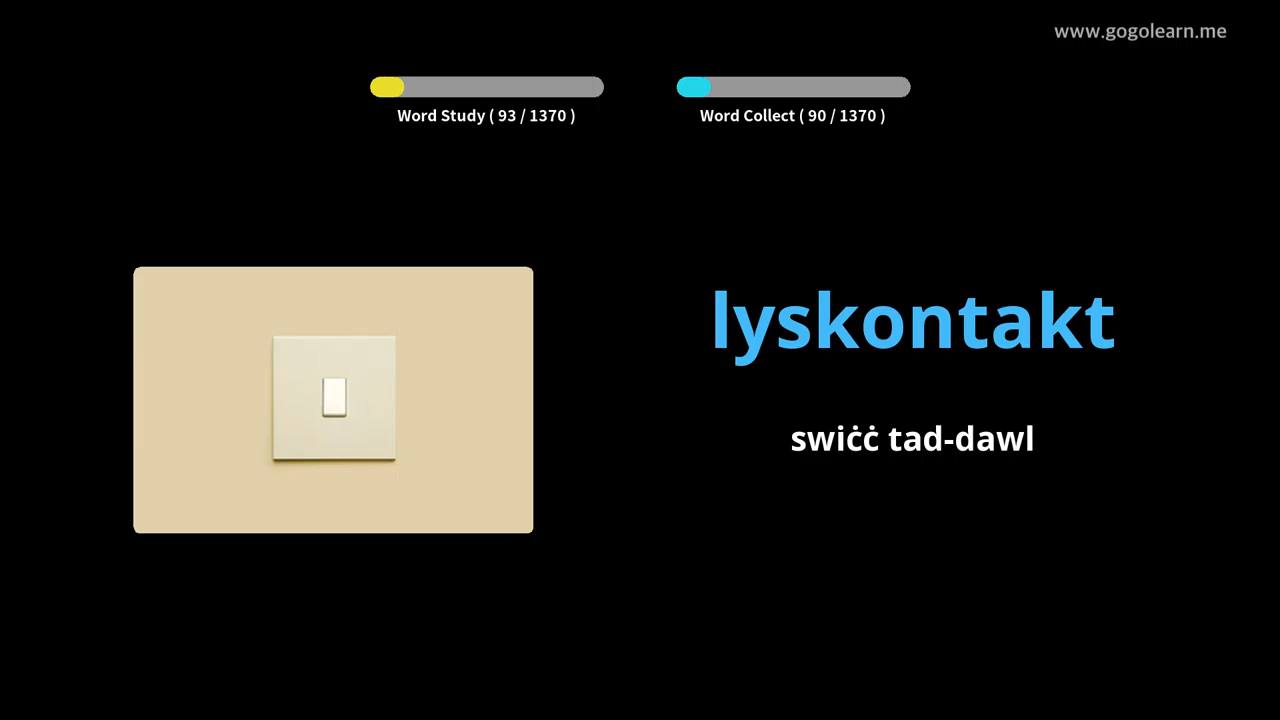 www.gogolearn.me
Word Study ( 93 / 1370 )
Word Collect ( 90 / 1370 )
lyskontakt
swiċċ tad-dawl